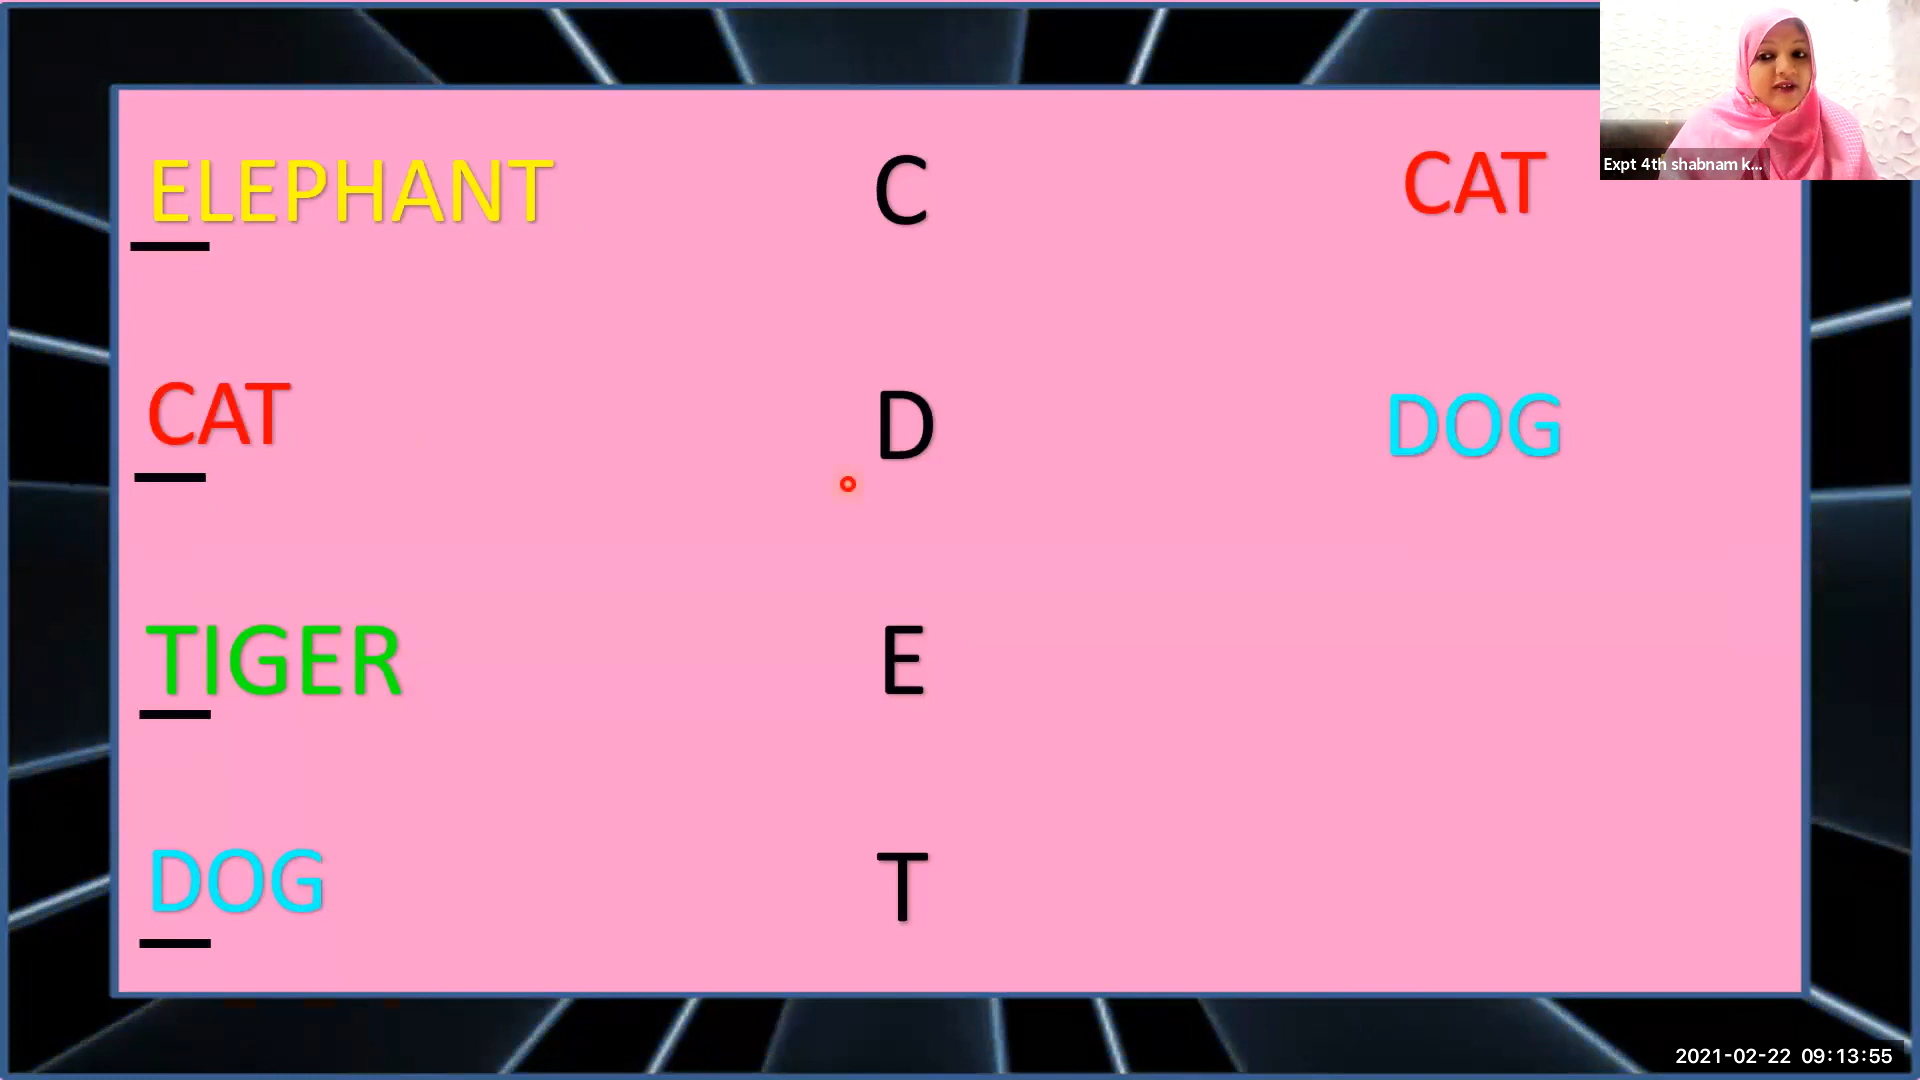 ELEPHANT C CAT
Expt 4th shabnam k...
CAT D DOG
TIGER E
DOG T
2021-02-22 09:13:55